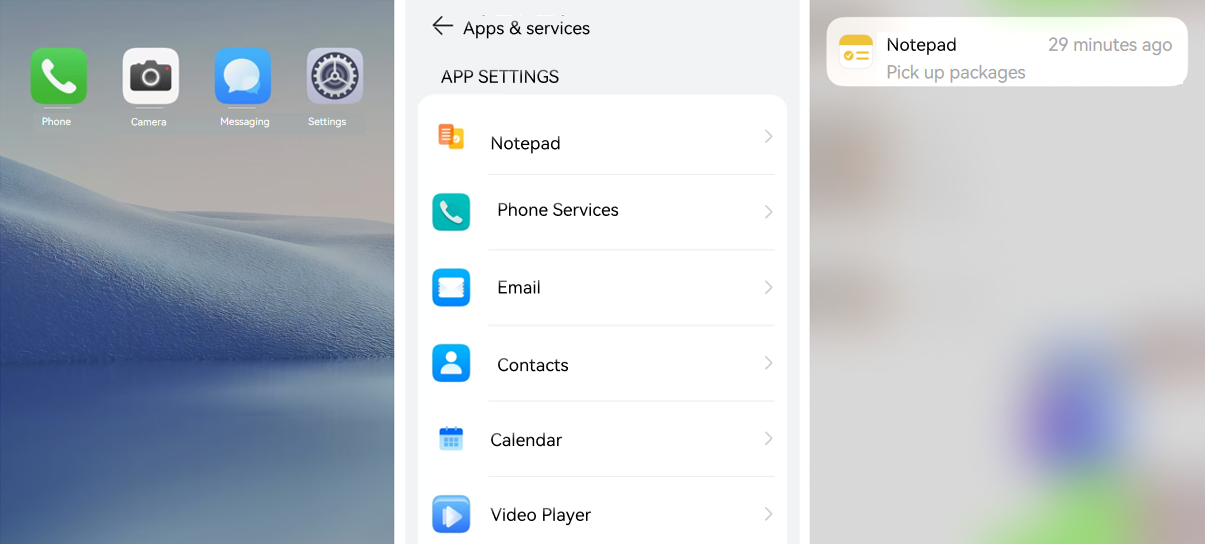 Phone
Camera
Messaging
Settings
Apps & services
APP SETTINGS
Notepad
Phone Services
Email
Contacts
Calendar
Video Player
Notepad
29 minutes ago
Pick up packages